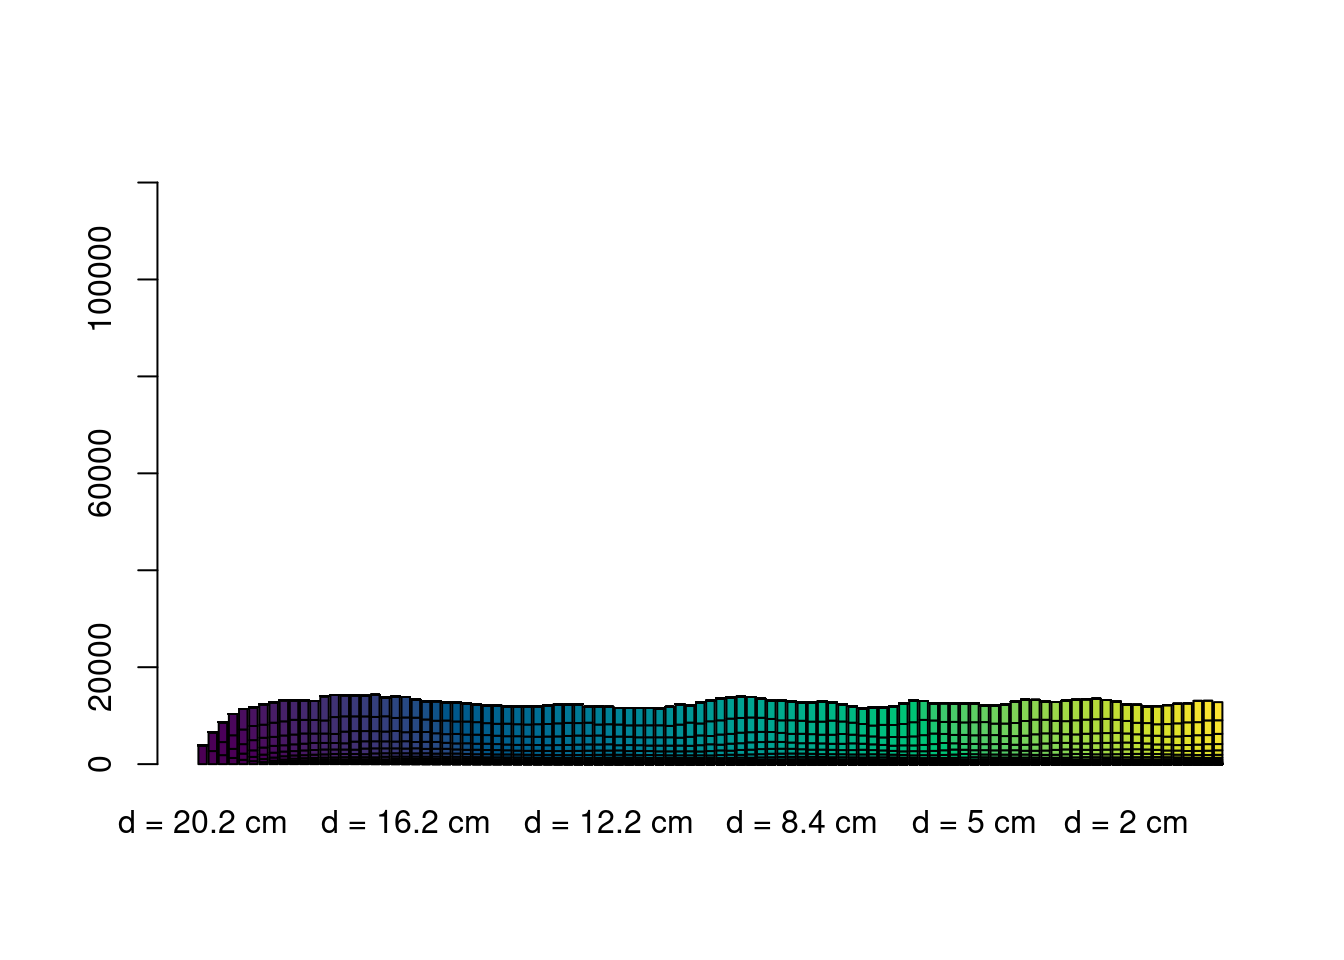 100000
60000
20000
0
d = 20.2 cm d = 16.2 cm d = 12.2 cm d = 8.4 cm d = 5 cm d = 2 cm